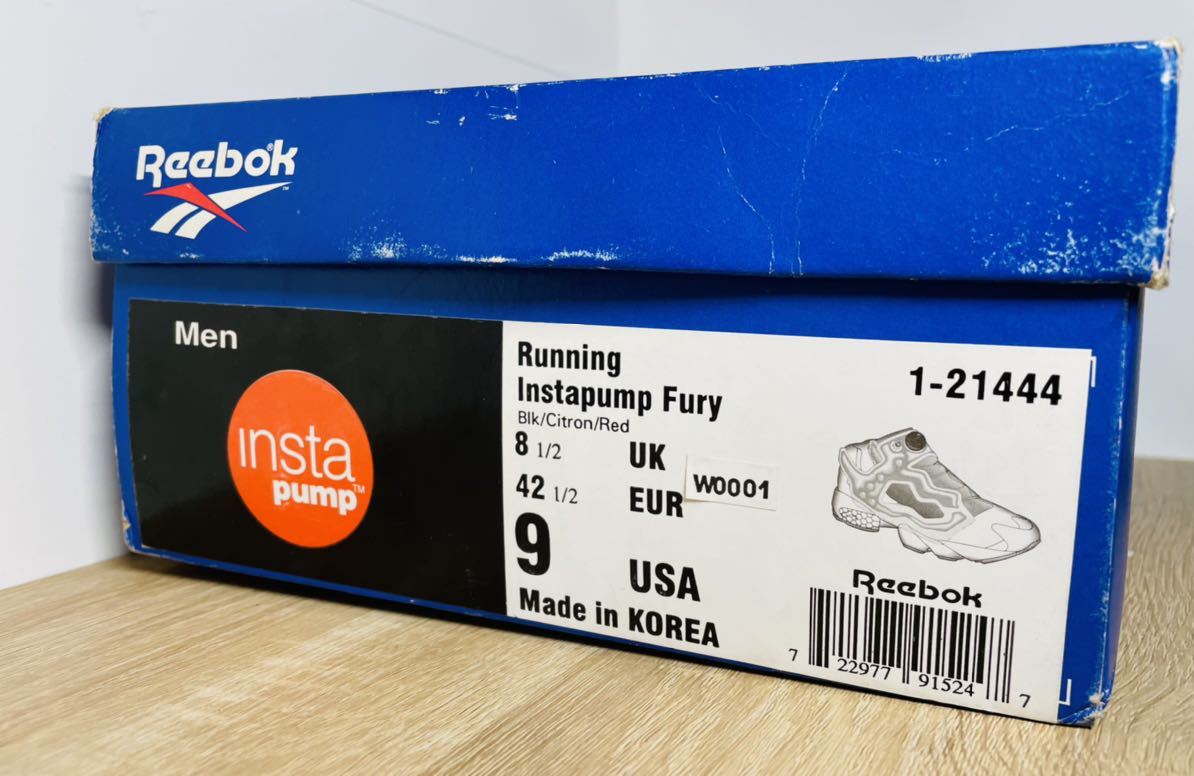 Reebok®
™
Men
insta
pump™
Running
Instapump Fury
Blk/Citron/Red
8 1/2 UK
42 1/2 EUR
W0001
9 USA
Made in KOREA
1-21444
Reebok
7 22977 91524 7